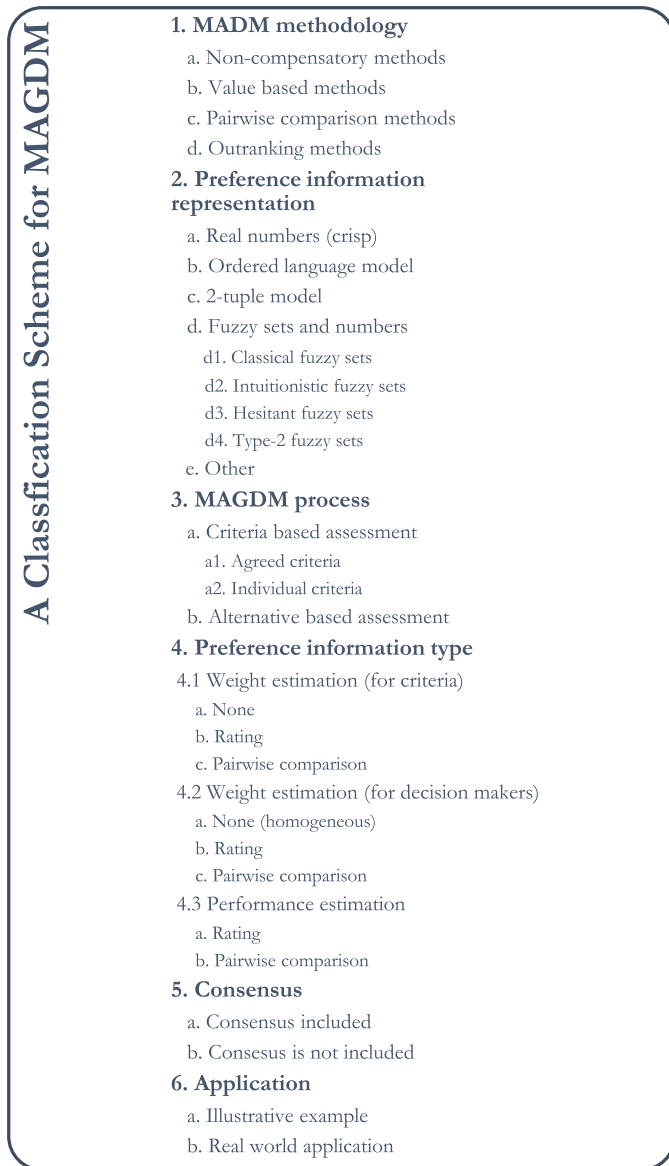 A Classfication Scheme for MAGDM
1. MADM methodology
a. Non-compensatory methods
b. Value based methods
c. Pairwise comparison methods
d. Outranking methods
2. Preference information
representation
a. Real numbers (crisp)
b. Ordered language model
c. 2-tuple model
d. Fuzzy sets and numbers
d1. Classical fuzzy sets
d2. Intuitionistic fuzzy sets
d3. Hesitant fuzzy sets
d4. Type-2 fuzzy sets
e. Other
3. MAGDM process
a. Criteria based assessment
a1. Agreed criteria
a2. Individual criteria
b. Alternative based assessment
4. Preference information type
4.1 Weight estimation (for criteria)
a. None
b. Rating
c. Pairwise comparison
4.2 Weight estimation (for decision makers)
a. None (homogeneous)
b. Rating
c. Pairwise comparison
4.3 Performance estimation
a. Rating
b. Pairwise comparison
5. Consensus
a. Consensus included
b. Consesus is not included
6. Application
a. Illustrative example
b. Real world application